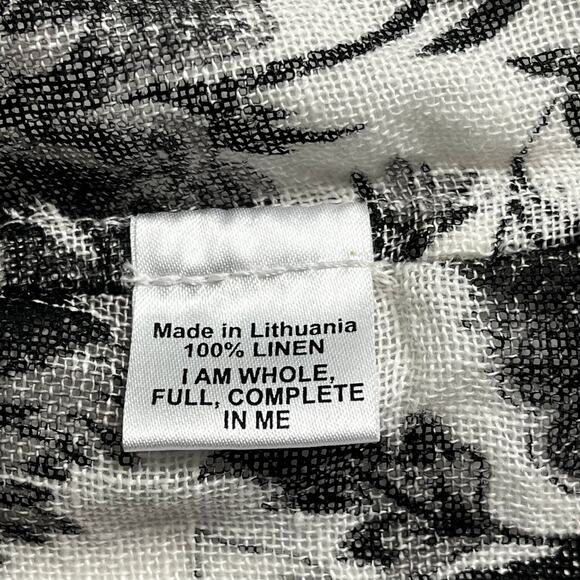 Made in Lithuania
100% LINEN
I AM WHOLE,
FULL, COMPLETE
IN ME